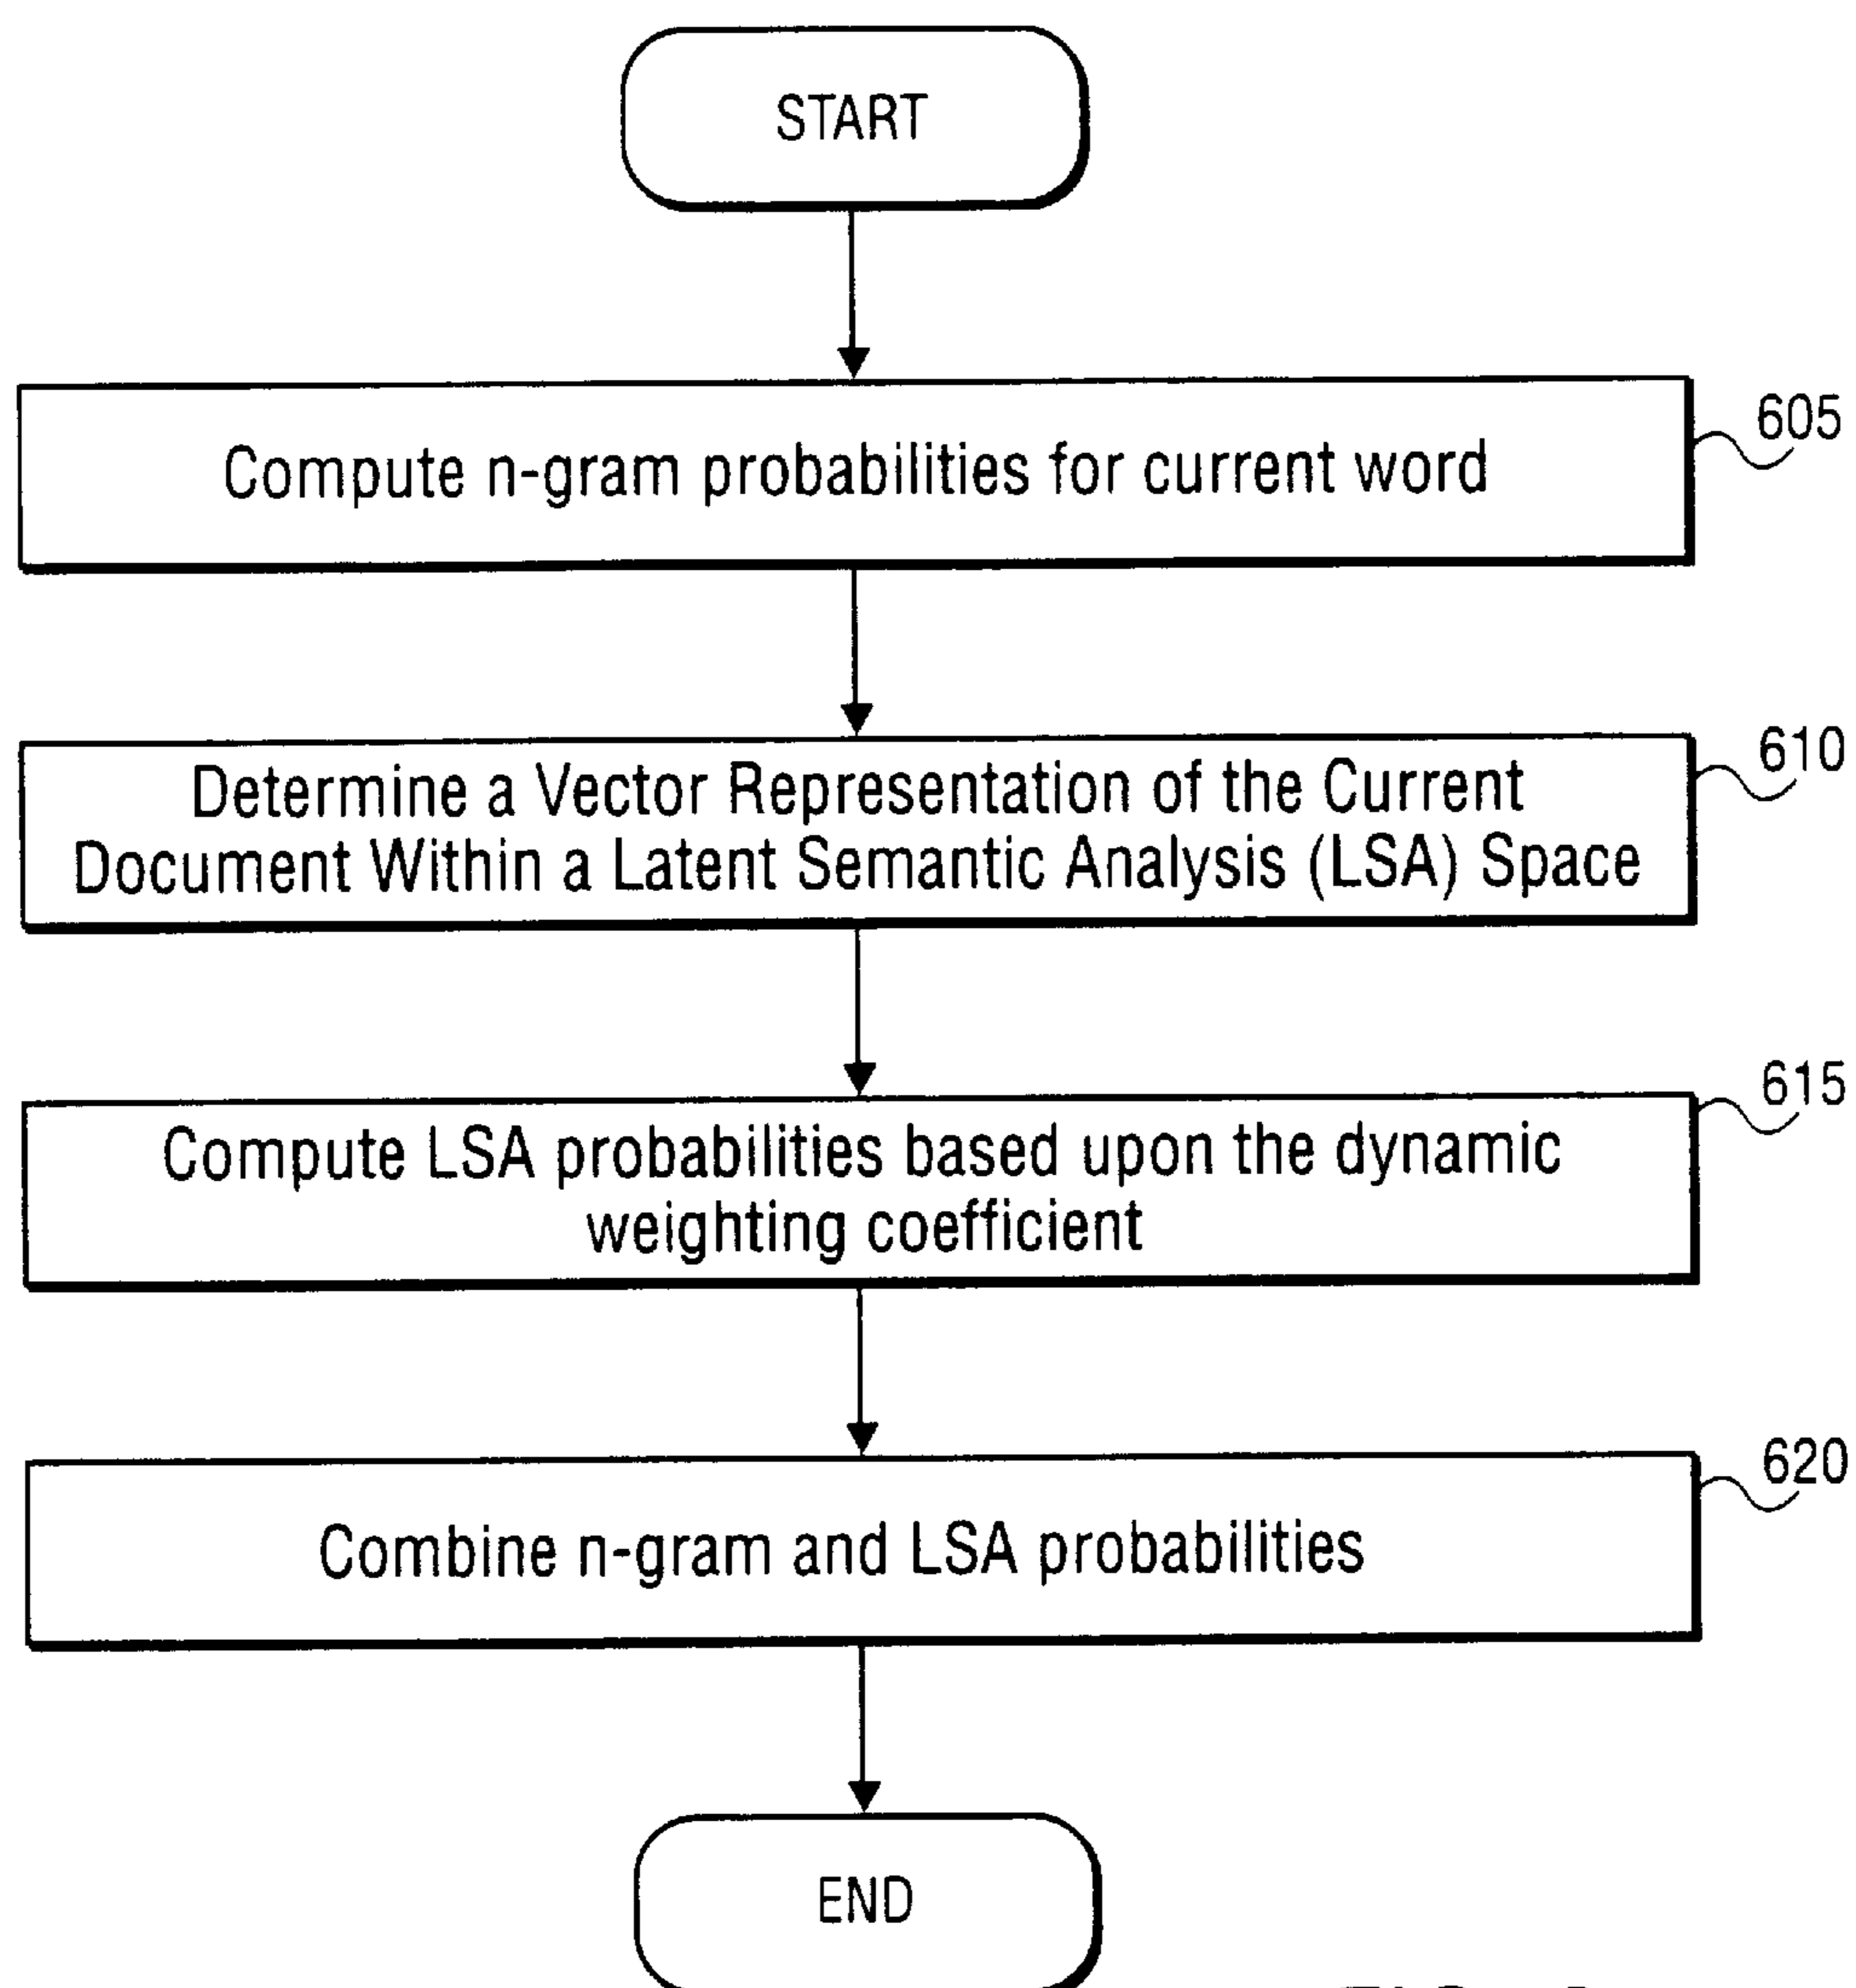 START
Compute n-gram probabilities for current word
605
Determine a Vector Representation of the Current
Document Within a Latent Semantic Analysis (LSA) Space
610
Compute LSA probabilities based upon the dynamic
weighting coefficient
615
Combine n-gram and LSA probabilities
620
END